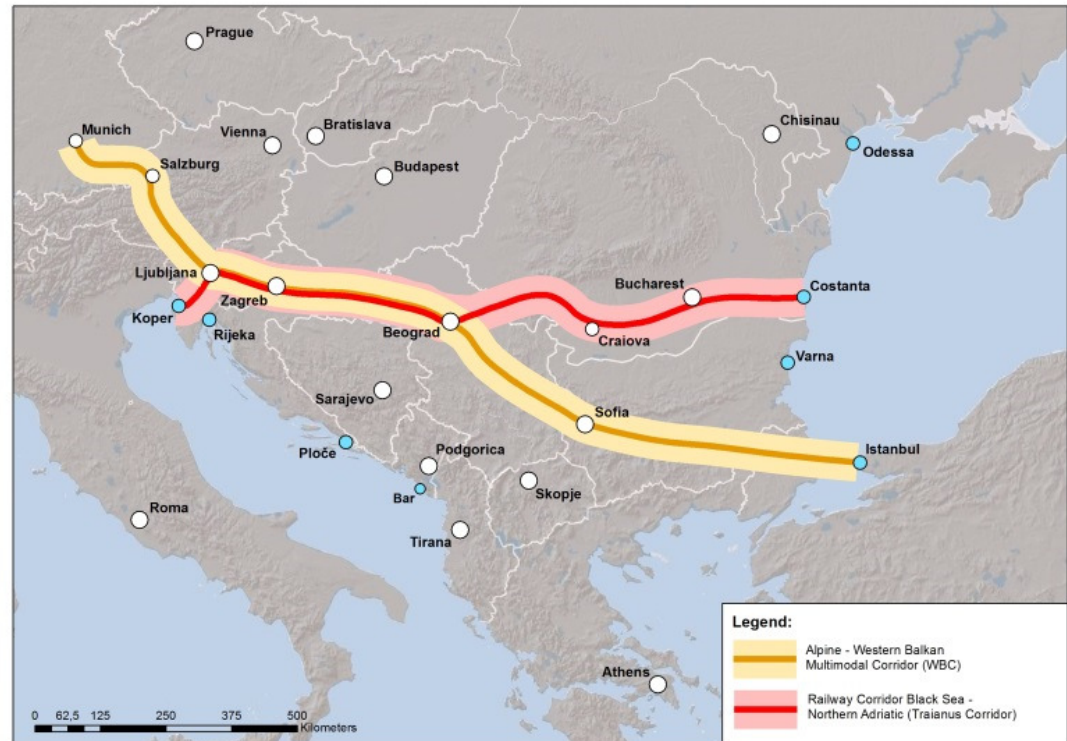 Prague
Munich
Vienna
Bratislava
Chisinau
Odessa
Salzburg
Budapest
Ljubljana
Zagreb
Koper
Rijeka
Beograd
Bucharest
Costanta
Craiova
Varna
Sarajevo
Sofia
Ploče
Podgorica
Istanbul
Bar
Skopje
Roma
Tirana
Athens
Legend:
Alpine - Western Balkan
Multimodal Corridor (WBC)
Railway Corridor Black Sea -
Northern Adriatic (Traianus Corridor)
0 62,5 125 250 375 500
Kilometers